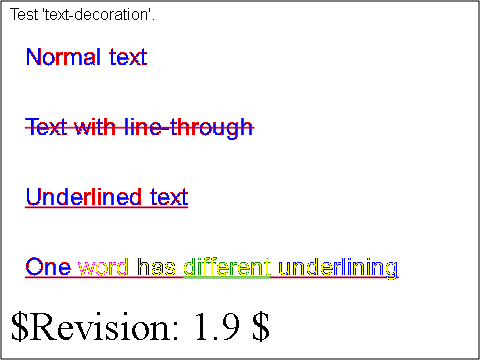 Test 'text-decoration'.
Normal text
Text with line-through
Underlined text
One word has different underlining
$Revision: 1.9 $